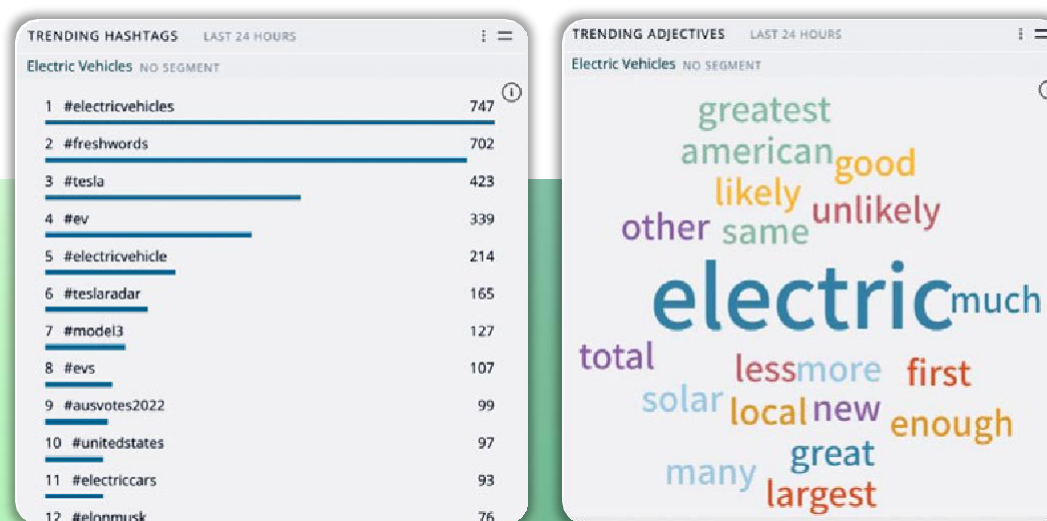 TRENDING HASHTAGS LAST 24 HOURS
Electric Vehicles NO SEGMENT
1 #electricvehicles 747
2 #freshwords 702
3 #tesla 423
4 #ev 339
5 #electricvehicle 214
6 #teslaradar 165
7 #model3 127
8 #evs 107
9 #ausvotes2022 99
10 #unitedstates 97
11 #electriccars 93
12 #elonmusk 76
TRENDING ADJECTIVES LAST 24 HOURS
Electric Vehicles NO SEGMENT
greatest
american good
likely unlikely
other same
electric much
total
less more first
solar local new enough
great
many largest